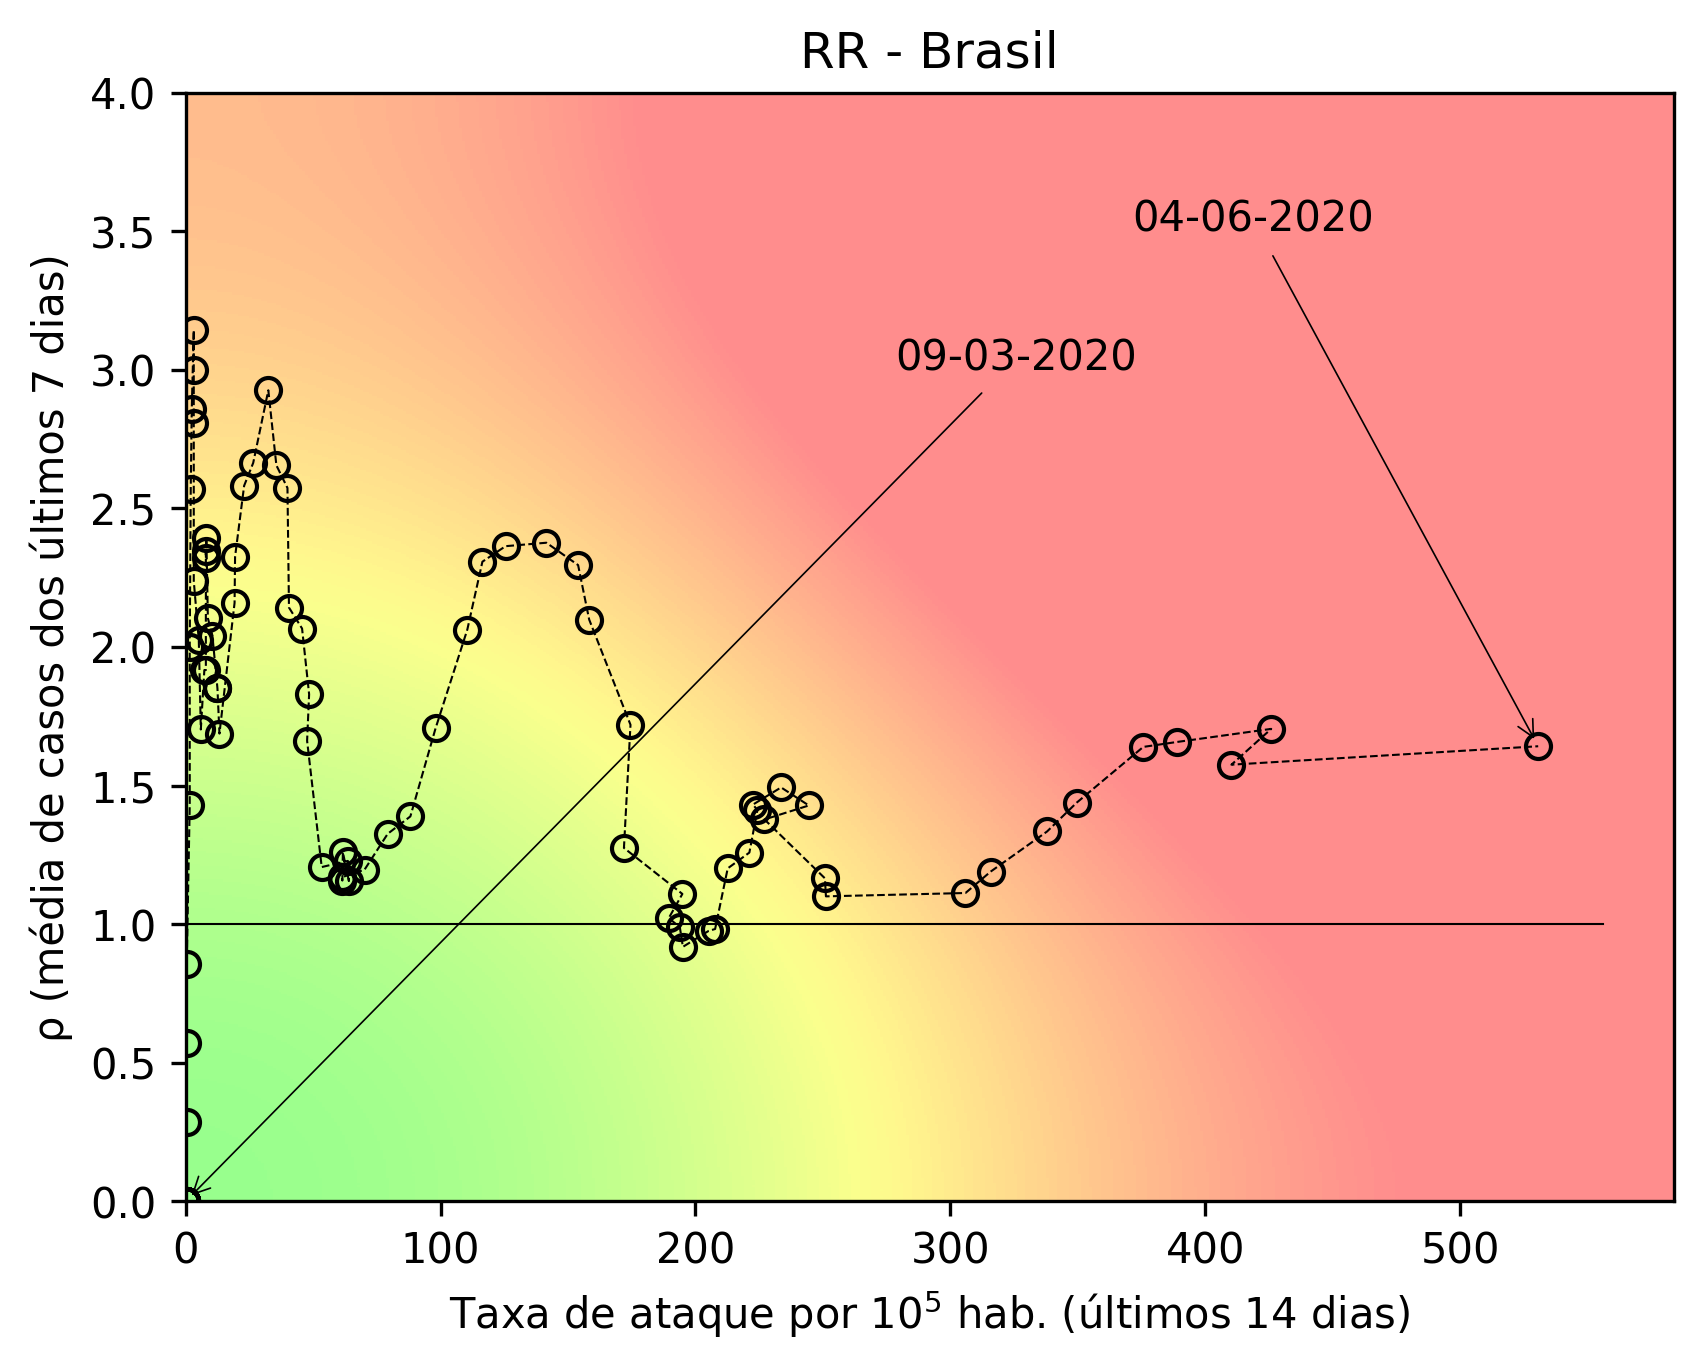 RR - Brasil
4.0
3.5
3.0
2.5
2.0
1.5
1.0
0.5
0.0
ρ (média de casos dos últimos 7 dias)
04-06-2020
09-03-2020
0 100 200 300 400 500
Taxa de ataque por 10⁵ hab. (últimos 14 dias)